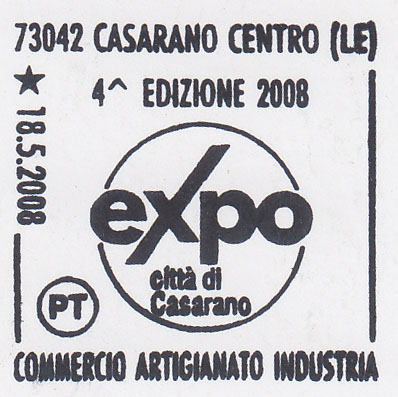 73042 CASARANO CENTRO (LE)
4^ EDIZIONE 2008
18.5.2008
expo
città di
Casarano
PT
COMMERCIO ARTIGIANATO INDUSTRIA